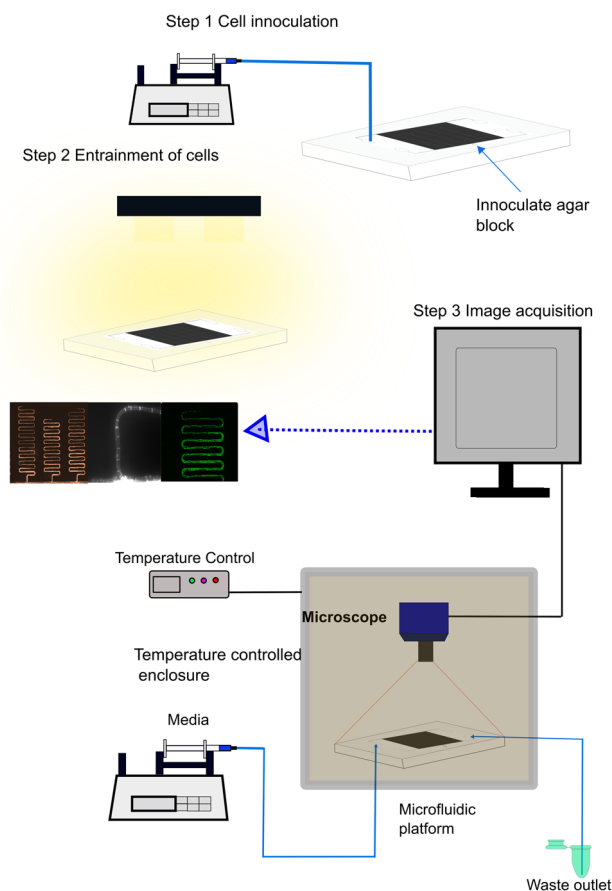 Step 1 Cell innoculation
Step 2 Entrainment of cells
Innoculate agar
block
Step 3 Image acquisition
Temperature Control
Microscope
Temperature controlled
enclosure
Media
Microfluidic
platform
Waste outlet